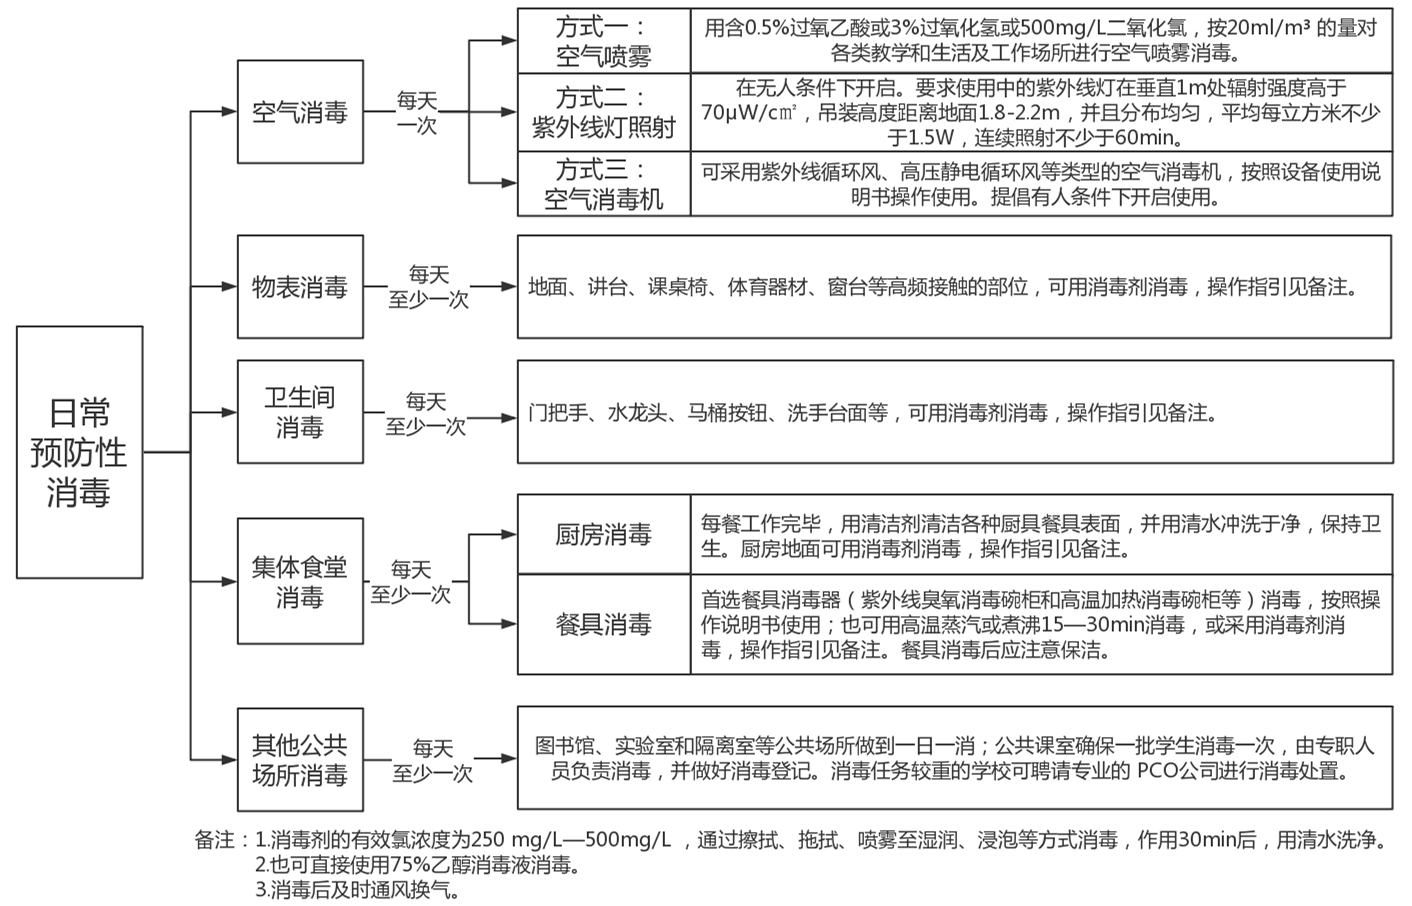 日常
预防性
消毒
空气消毒
每天
一次
方式一：
空气喷雾
用含0.5%过氧乙酸或3%过氧化氢或500mg/L二氧化氯，按20ml/m³ 的量对
各类教学和生活及工作场所进行空气喷雾消毒。
方式二：
紫外线灯照射
在无人条件下开启。要求使用中的紫外线灯在垂直1m处辐射强度高于
70μW/c㎡，吊装高度距离地面1.8-2.2m，并且分布均匀，平均每立方米不少
于1.5W，连续照射不少于60min。
方式三：
空气消毒机
可采用紫外线循环风、高压静电循环风等类型的空气消毒机，按照设备使用说
明书操作使用。提倡有人条件下开启使用。
物表消毒
每天
至少一次
地面、讲台、课桌椅、体育器材、窗台等高频接触的部位，可用消毒剂消毒，操作指引见备注。
卫生间
消毒
每天
至少一次
门把手、水龙头、马桶按钮、洗手台面等，可用消毒剂消毒，操作指引见备注。
集体食堂
消毒
每天
至少一次
厨房消毒
每餐工作完毕，用清洁剂清洁各种厨具餐具表面，并用清水冲洗于净，保持卫
生。厨房地面可用消毒剂消毒，操作指引见备注。
餐具消毒
首选餐具消毒器（紫外线臭氧消毒碗柜和高温加热消毒碗柜等）消毒，按照操
作说明书使用；也可用高温蒸汽或煮沸15—30min消毒，或采用消毒剂消
毒，操作指引见备注。餐具消毒后应注意保洁。
其他公共
场所消毒
每天
至少一次
图书馆、实验室和隔离室等公共场所做到一日一消；公共课室确保一批学生消毒一次，由专职人
员负责消毒，并做好消毒登记。消毒任务较重的学校可聘请专业的 PCO公司进行消毒处置。
备注：1.消毒剂的有效氯浓度为250 mg/L—500mg/L ，通过擦拭、拖拭、喷雾至湿润、浸泡等方式消毒，作用30min后，用清水洗净。
2.也可直接使用75%乙醇消毒液消毒。
3.消毒后及时通风换气。